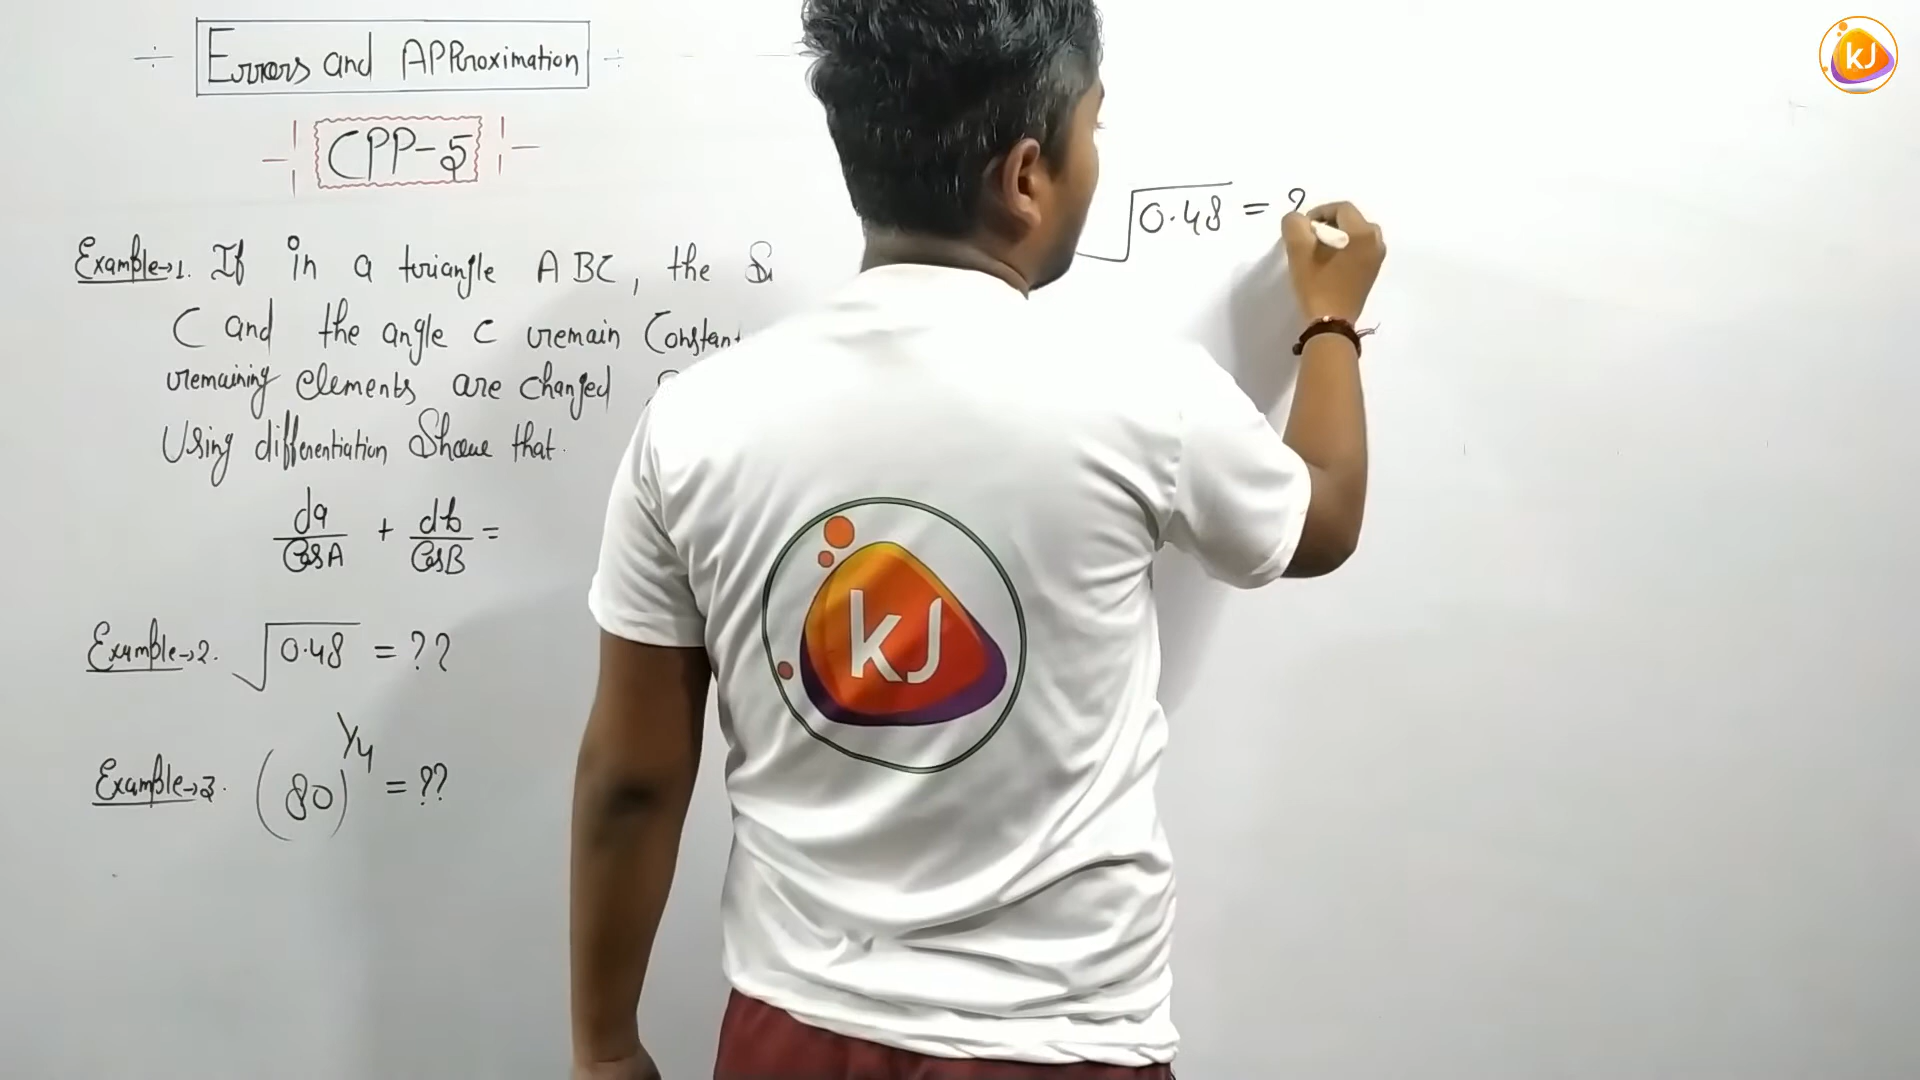 Errors and Approximation
CPP-5
Example→1. If in a triangle ABC, the
C and the angle C remain Constant
remaining elements are changed
Using differentiation Show that.
da/CosA + db/CosB =
Example→2. √0.48 = ??
Example→3. (80)^1/4 = ??
√0.48 = ?
KJ
KJ